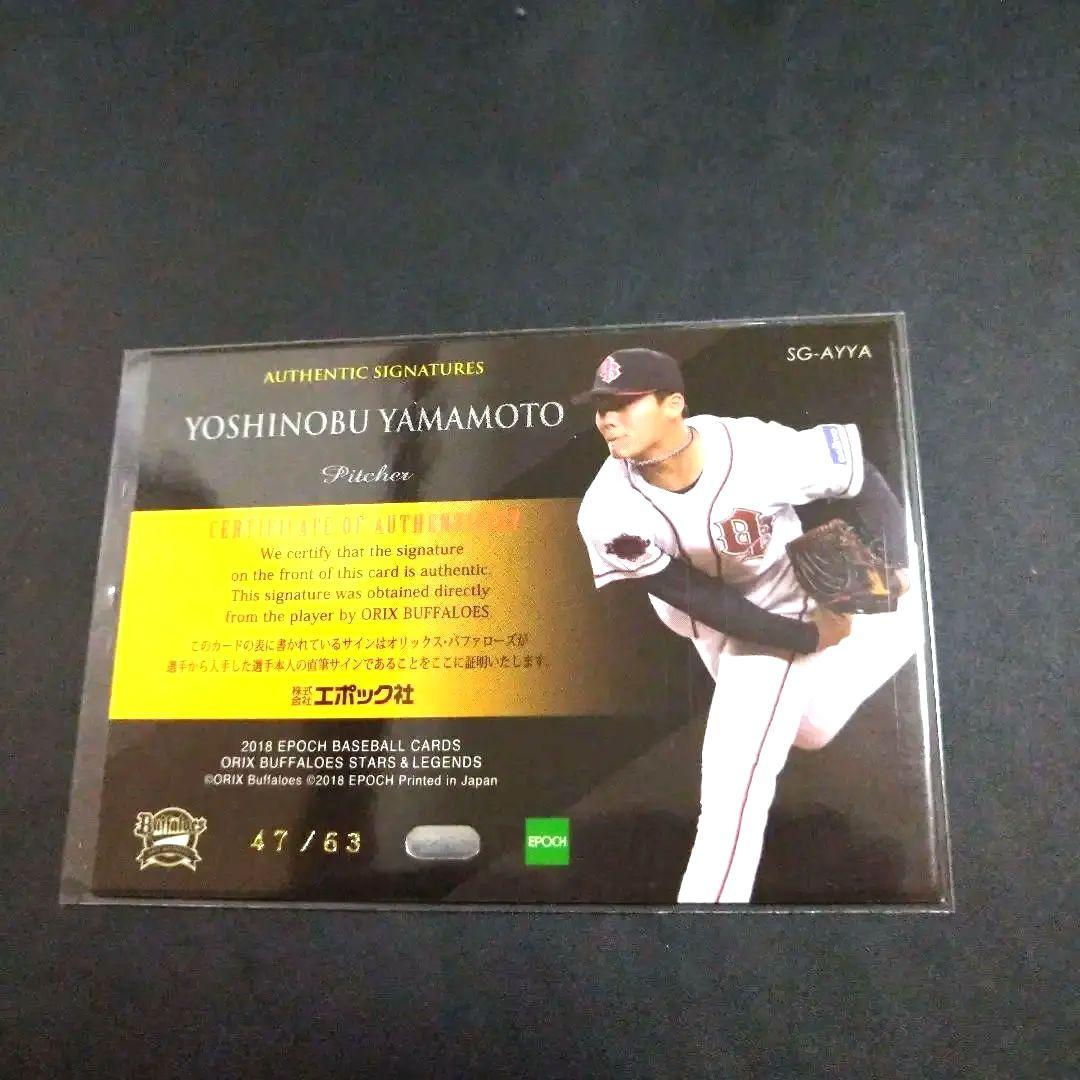 SG-AYYA
AUTHENTIC SIGNATURES
YOSHINOBU YAMAMOTO
Pitcher
CERTIFICATE OF AUTHENTICITY
We certify that the signature
on the front of this card is authentic.
This signature was obtained directly
from the player by ORIX BUFFALOES.
このカードの表に書かれているサインはオリックス・バファローズが
選手から入手した選手本人の直筆サインであることをここに証明いたします。
株式会社エポック社
2018 EPOCH BASEBALL CARDS
ORIX BUFFALOES STARS & LEGENDS
©ORIX Buffaloes ©2018 EPOCH Printed in Japan
Buffaloes
47/63
EPOCH